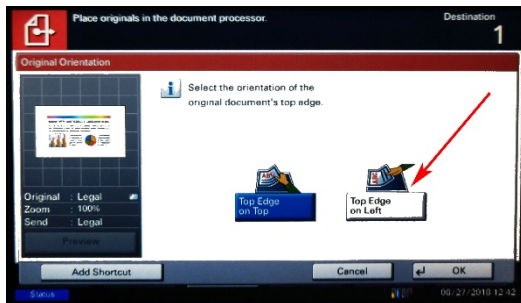 Place originals in the document processor.
Destination
1
Original Orientation
Select the orientation of the
original document's top edge.
Original : Legal
Zoom : 100%
Send : Legal
Preview
Top Edge
on Top
Top Edge
on Left
Add Shortcut
Cancel
OK
Status
08/27/2018 12:42